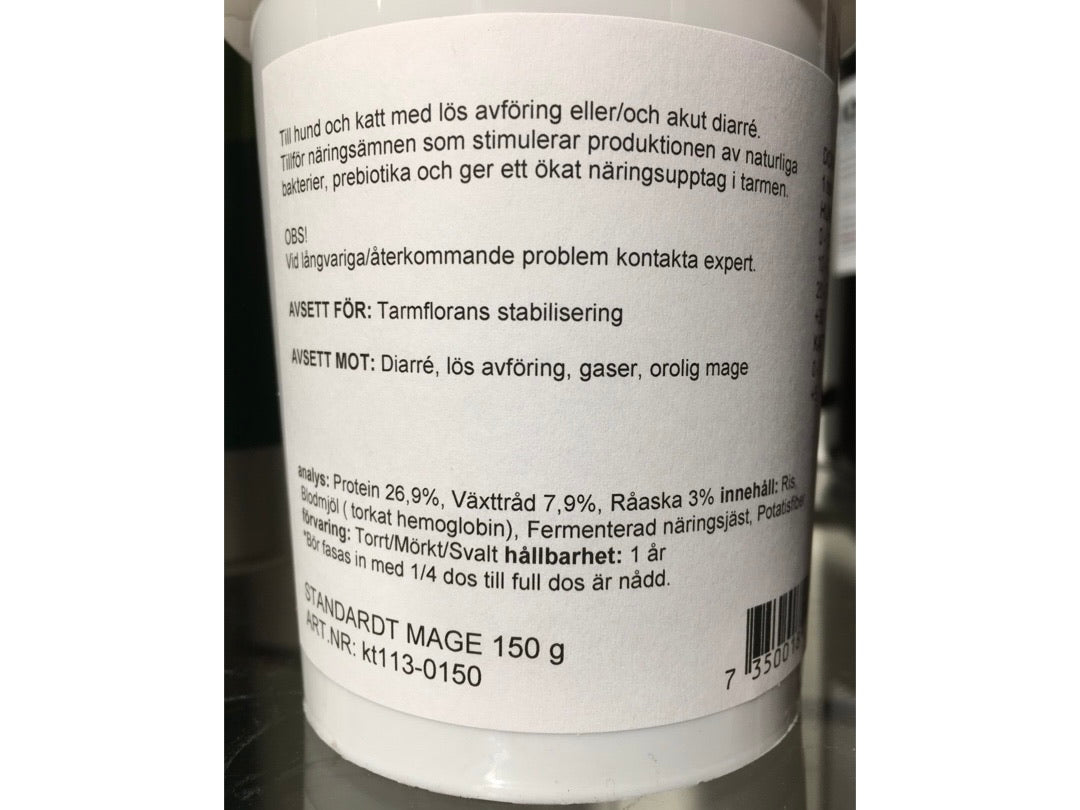 Till hund och katt med lös avföring eller/och akut diarré.
Tillför näringsämnen som stimulerar produktionen av naturliga
bakterier, prebiotika och ger ett ökat näringsupptag i tarmen.
OBS!
Vid långvariga/återkommande problem kontakta expert.
AVSETT FÖR: Tarmflorans stabilisering
AVSETT MOT: Diarré, lös avföring, gaser, orolig mage
analys: Protein 26,9%, Växttråd 7,9%, Råaska 3% innehåll: Ris,
Blodmjöl ( torkat hemoglobin), Fermenterad näringsjäst, Potatisfiber
förvaring: Torrt/Mörkt/Svalt hållbarhet: 1 år
*Bör fasas in med 1/4 dos till full dos är nådd.
STANDARDT MAGE 150 g
ART.NR: kt113-0150
7 35001